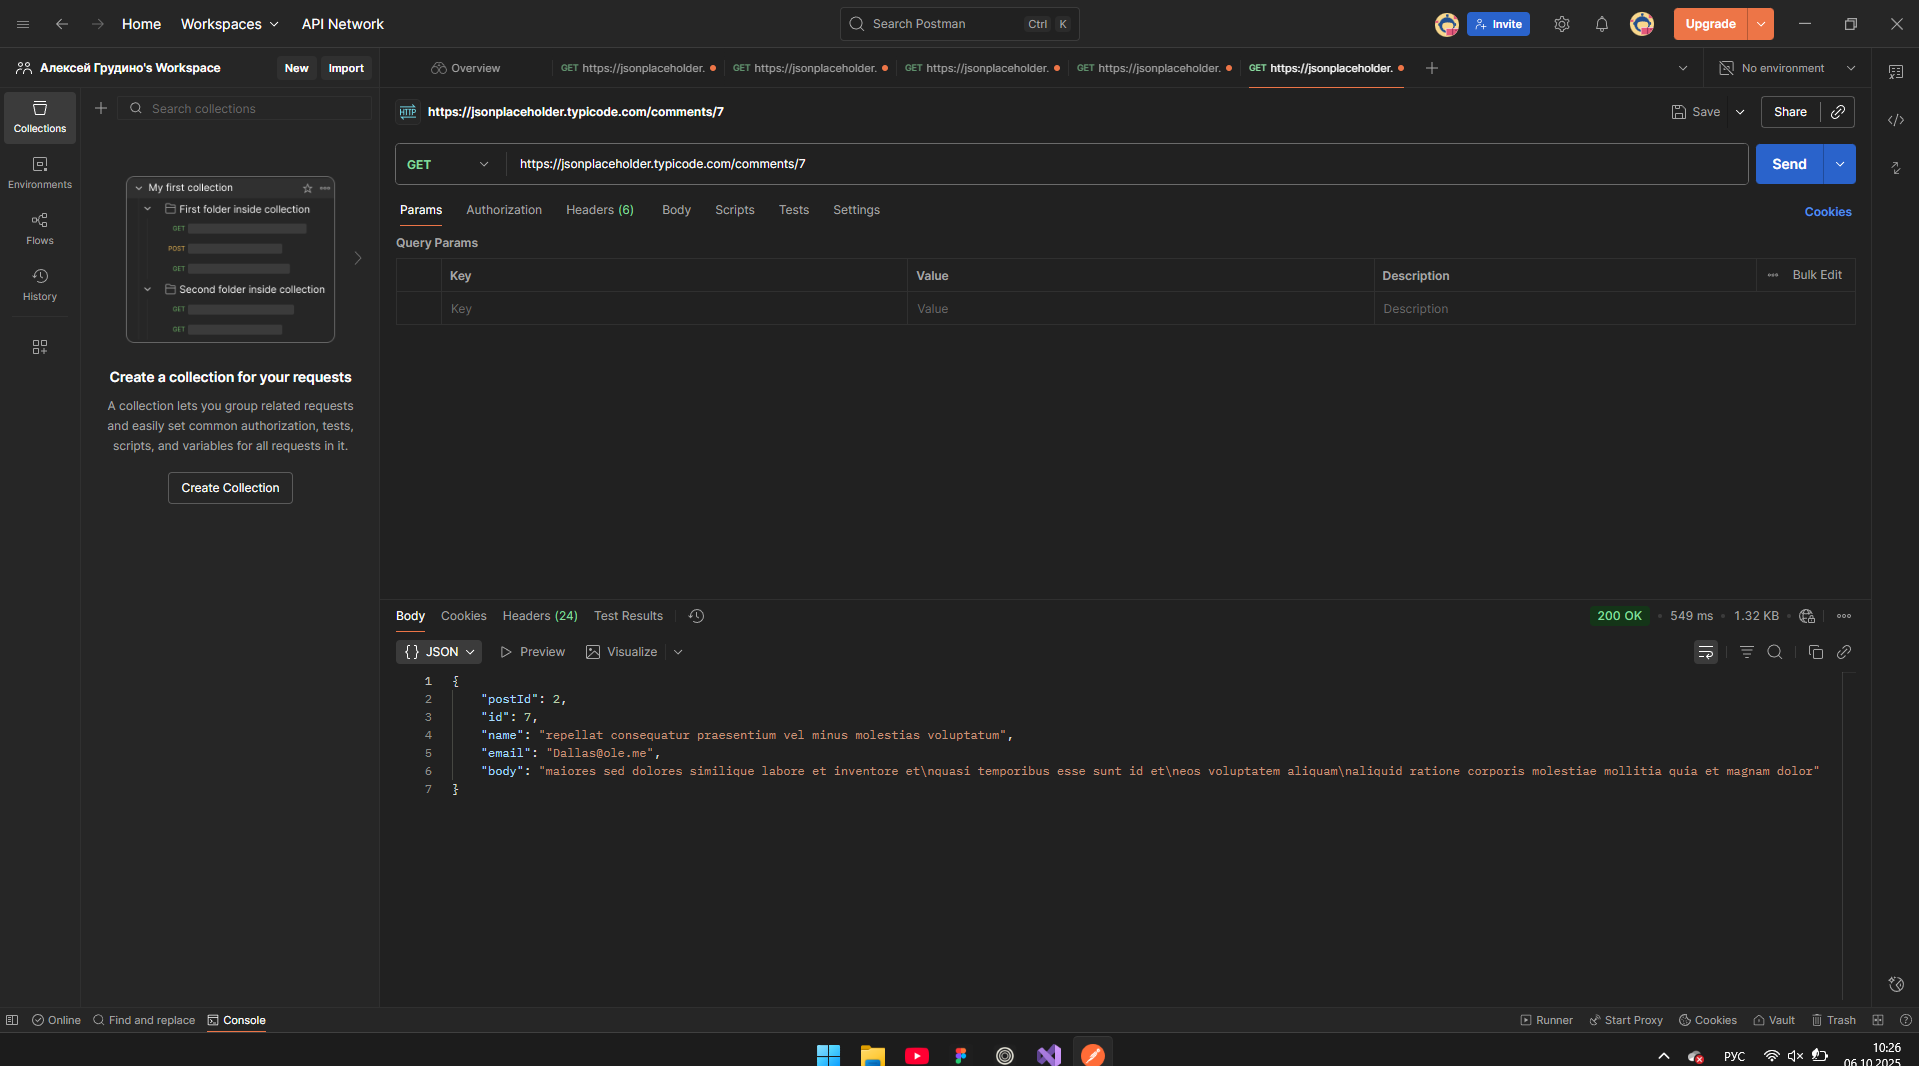 Home
Workspaces
API Network
Search Postman
Ctrl
K
Invite
Upgrade
Алексей Грудино's Workspace
New
Import
Overview
GET https://jsonplaceholder.
GET https://jsonplaceholder.
GET https://jsonplaceholder.
GET https://jsonplaceholder.
GET https://jsonplaceholder.
No environment
Collections
Environments
Flows
History
Search collections
My first collection
First folder inside collection
GET
POST
GET
Second folder inside collection
GET
GET
Create a collection for your requests
A collection lets you group related requests
and easily set common authorization, tests,
scripts, and variables for all requests in it.
Create Collection
HTTP
https://jsonplaceholder.typicode.com/comments/7
Save
Share
GET
https://jsonplaceholder.typicode.com/comments/7
Send
Params
Authorization
Headers (6)
Body
Scripts
Tests
Settings
Cookies
Query Params
Key
Value
Description
Bulk Edit
Key
Value
Description
Body
Cookies
Headers (24)
Test Results
200 OK
549 ms
1.32 KB
{} JSON
Preview
Visualize
1 {
2 "postId": 2,
3 "id": 7,
4 "name": "repellat consequatur praesentium vel minus molestias voluptatum",
5 "email": "Dallas@ole.me",
6 "body": "maiores sed dolores similique labore et inventore et\nquasi temporibus esse sunt id et\neos voluptatem aliquam\naliquid ratione corporis molestiae mollitia quia et magnam dolor"
7 }
Online
Find and replace
Console
Runner
Start Proxy
Cookies
Vault
Trash
РУС
10:26
06.10.2025